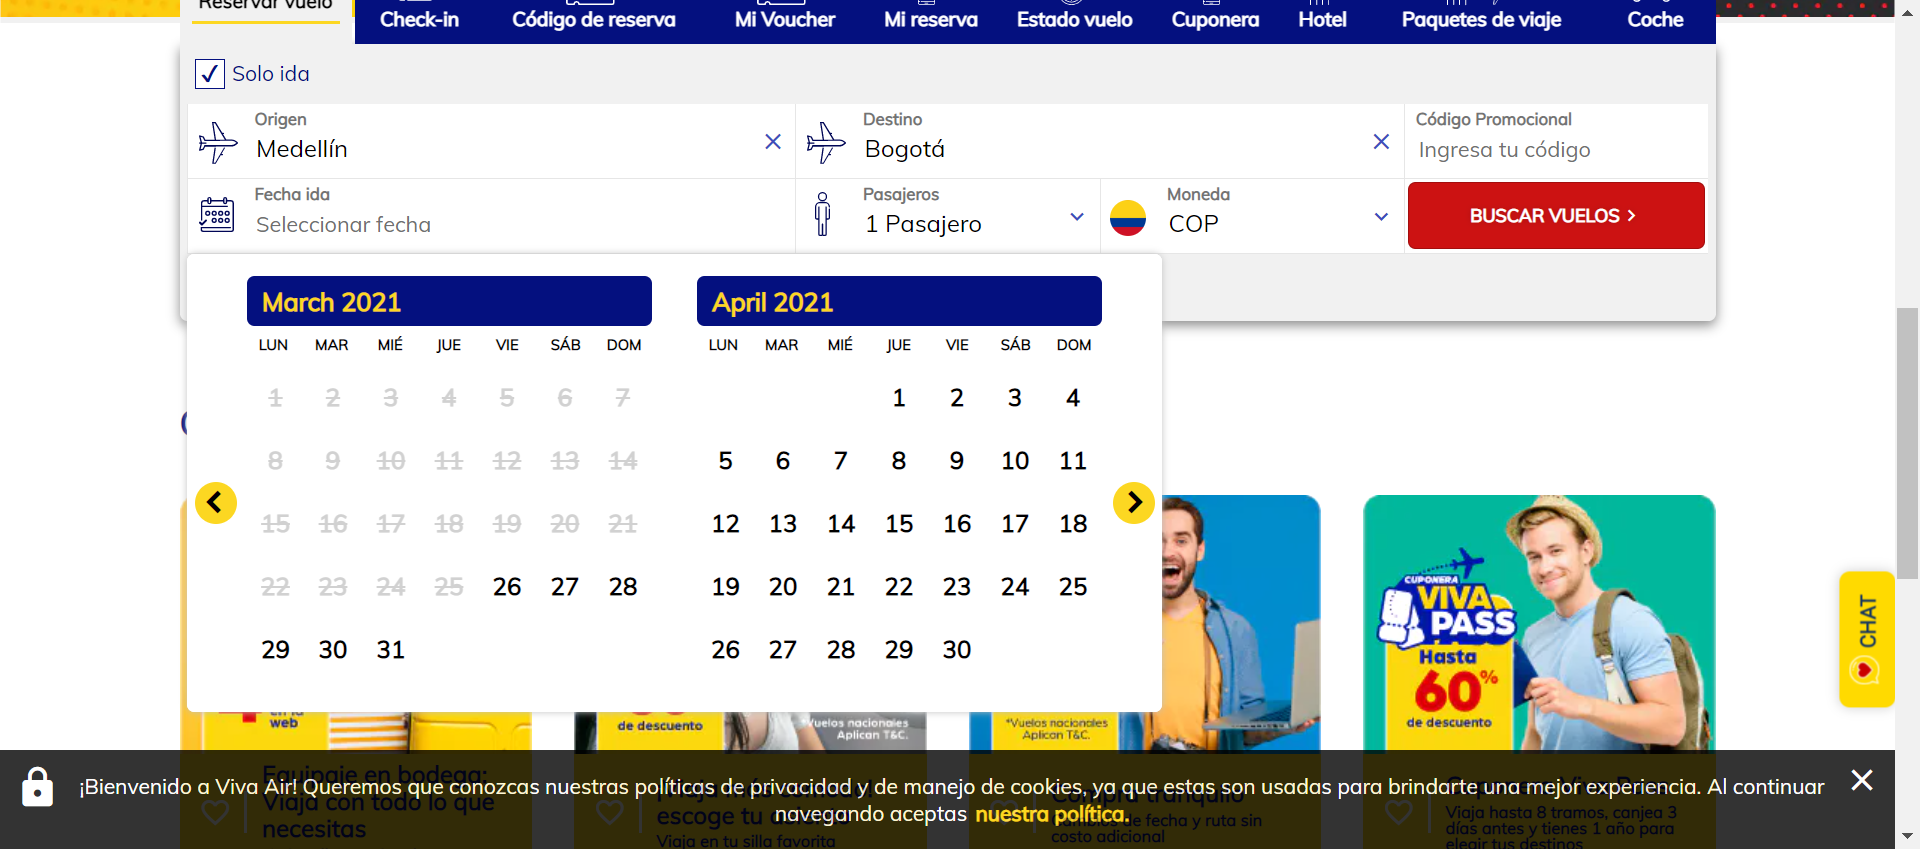 Reservar vuelo
Check-in Código de reserva Mi Voucher Mi reserva Estado vuelo Cuponera Hotel Paquetes de viaje Coche
Solo ida
Origen
Medellín
Destino
Bogotá
Código Promocional
Ingresa tu código
Fecha ida
Seleccionar fecha
Pasajeros
1 Pasajero
Moneda
COP
BUSCAR VUELOS
March 2021
LUN MAR MIÉ JUE VIE SÁB DOM
1 2 3 4 5 6 7
8 9 10 11 12 13 14
15 16 17 18 19 20 21
22 23 24 25 26 27 28
29 30 31
April 2021
LUN MAR MIÉ JUE VIE SÁB DOM
1 2 3 4
5 6 7 8 9 10 11
12 13 14 15 16 17 18
19 20 21 22 23 24 25
26 27 28 29 30
CUPONERA
VIVA
PASS
Hasta
60%
de descuento
CHAT
web
de descuento
*Vuelos nacionales
Aplican T&C.
*Vuelos nacionales
Aplican T&C.
¡Bienvenido a Viva Air! Queremos que conozcas nuestras políticas de privacidad y de manejo de cookies, ya que estas son usadas para brindarte una mejor experiencia. Al continuar
navegando aceptas nuestra política.
Equipaje en bodega:
Viaja con todo lo que
necesitas
escoge tu
Viaja en tu silla favorita
Compra tranquilo
Cambios de fecha y ruta sin
costo adicional
Viaja hasta 8 tramos, canjea 3
días antes y tienes 1 año para
elegir tus destinos